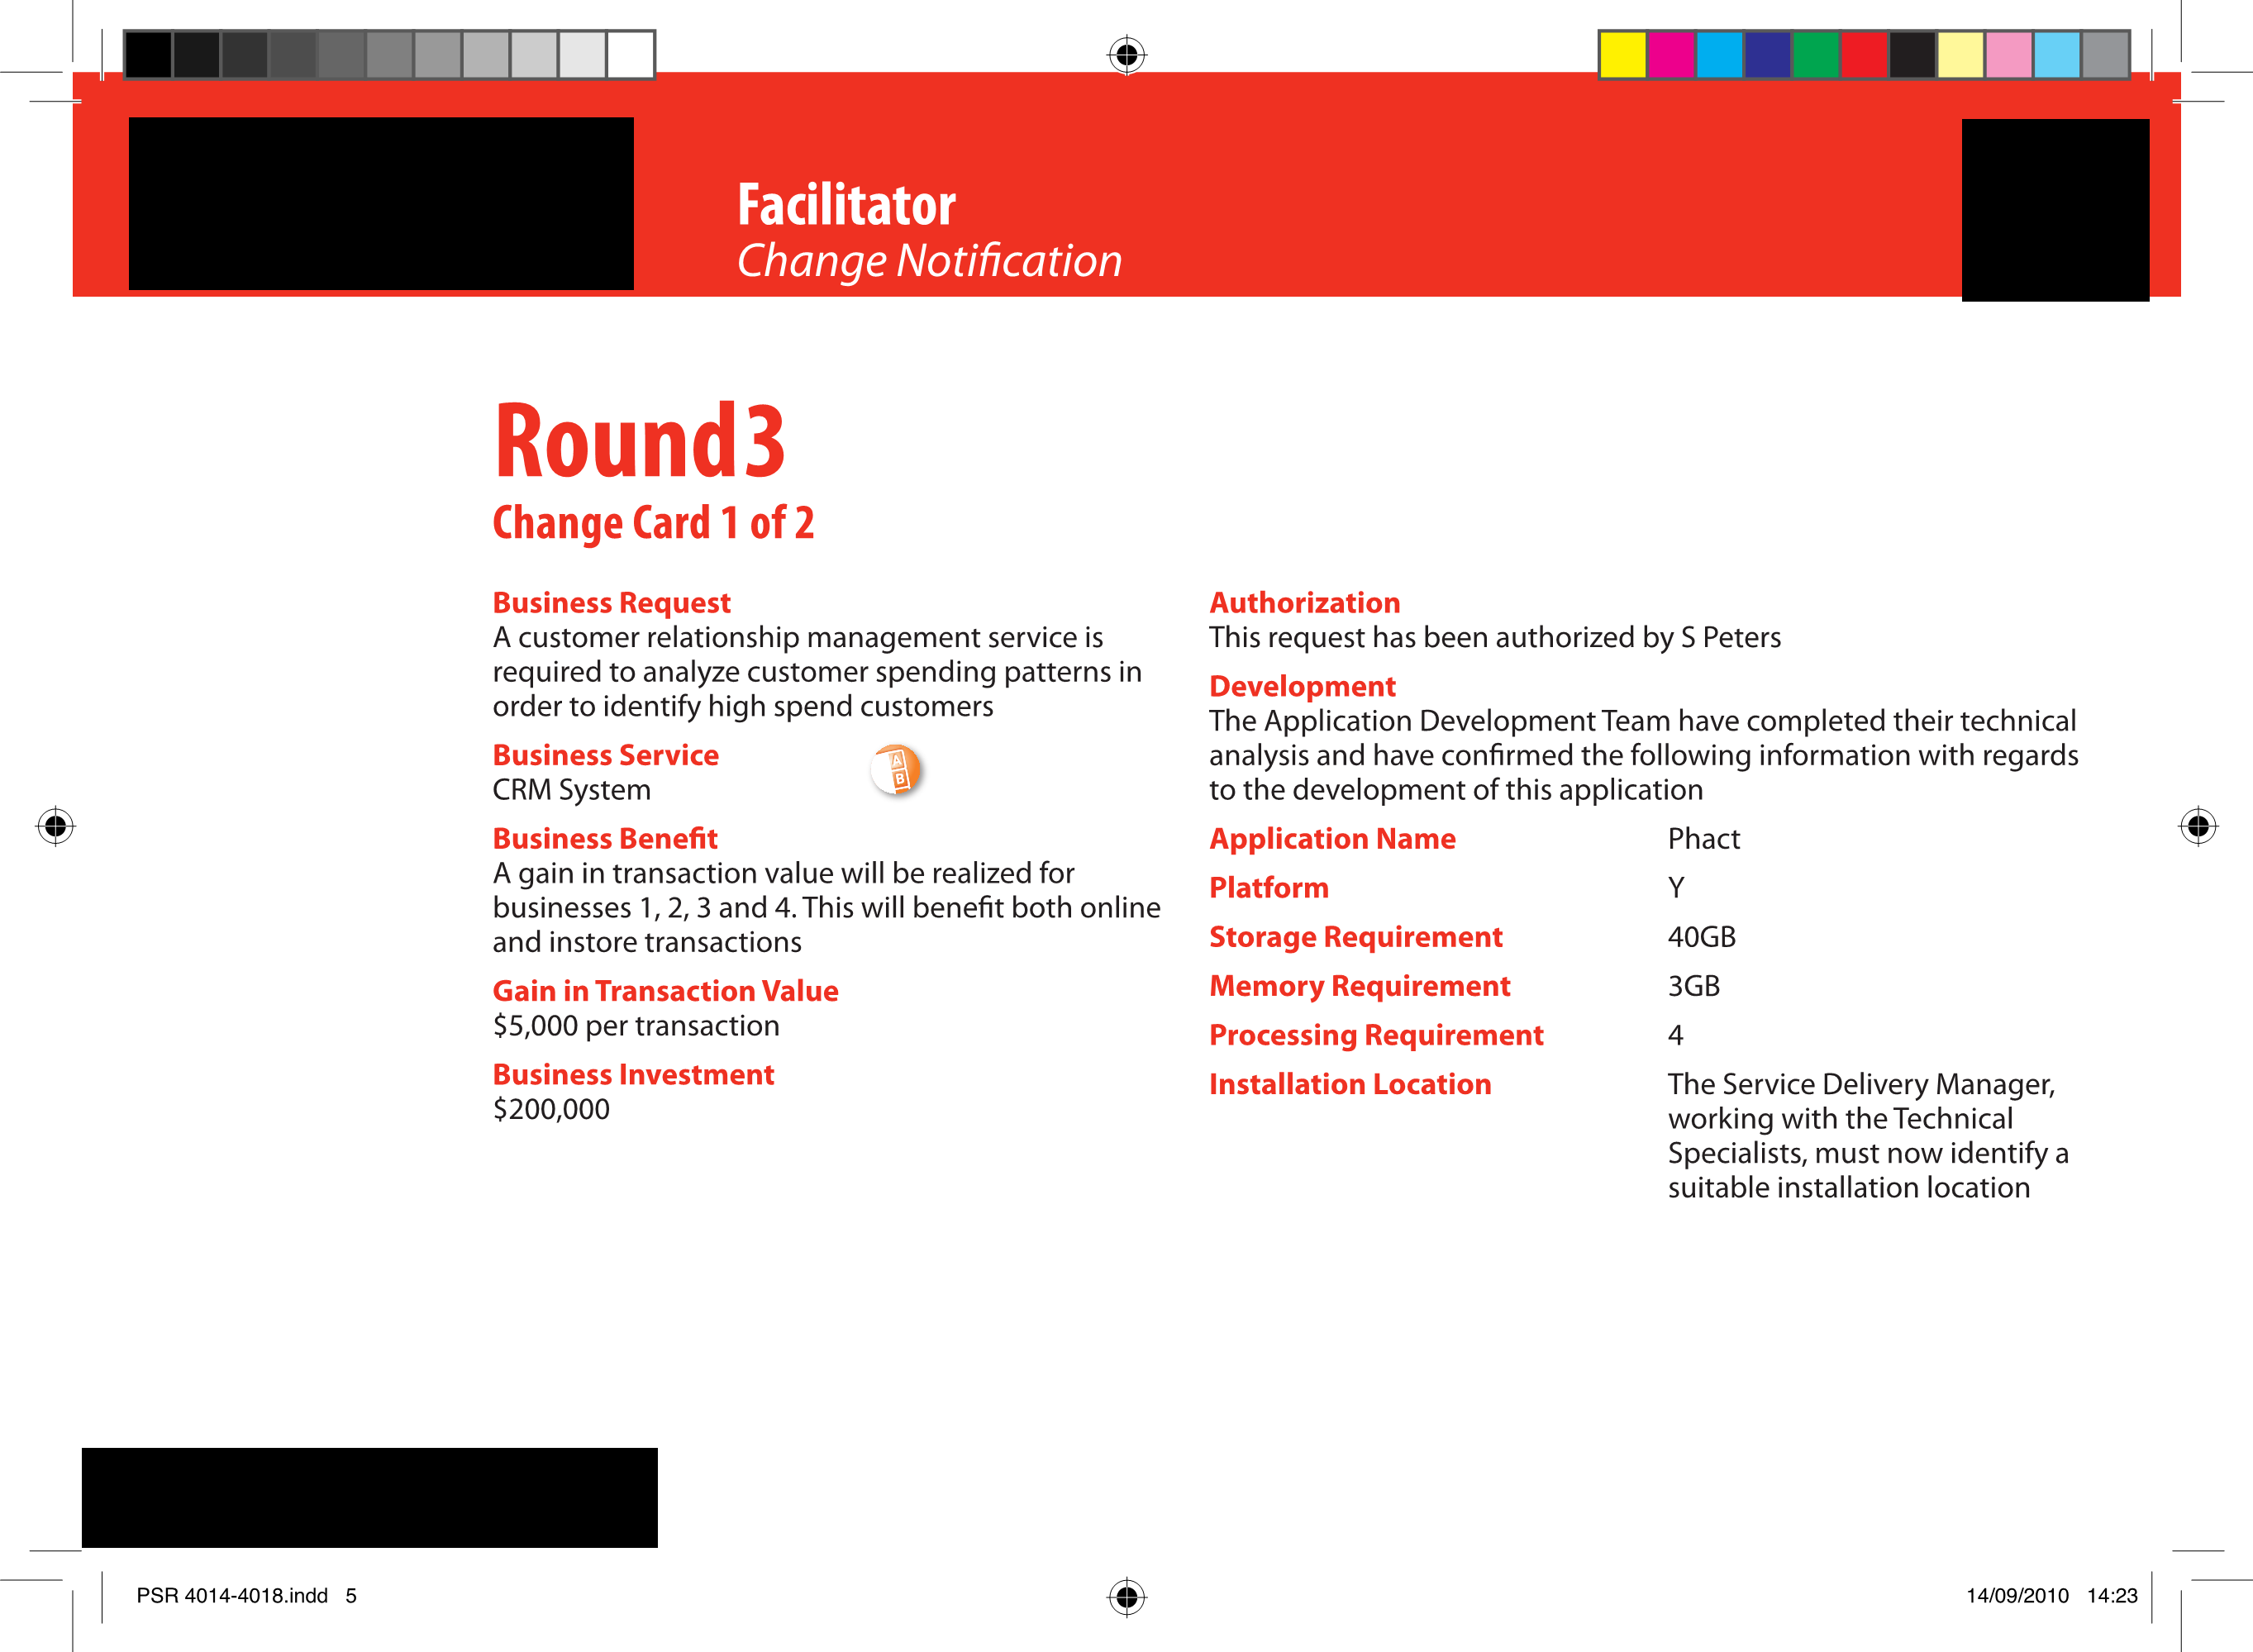 Facilitator
Change Notification
Round3
Change Card 1 of 2
Business Request
A customer relationship management service is
required to analyze customer spending patterns in
order to identify high spend customers
Business Service
CRM System
A
B
Business Benefit
A gain in transaction value will be realized for
businesses 1, 2, 3 and 4. This will benefit both online
and instore transactions
Gain in Transaction Value
$5,000 per transaction
Business Investment
$200,000
Authorization
This request has been authorized by S Peters
Development
The Application Development Team have completed their technical
analysis and have confirmed the following information with regards
to the development of this application
Application Name Phact
Platform Y
Storage Requirement 40GB
Memory Requirement 3GB
Processing Requirement 4
Installation Location The Service Delivery Manager,
working with the Technical
Specialists, must now identify a
suitable installation location
PSR 4014-4018.indd 5 14/09/2010 14:23